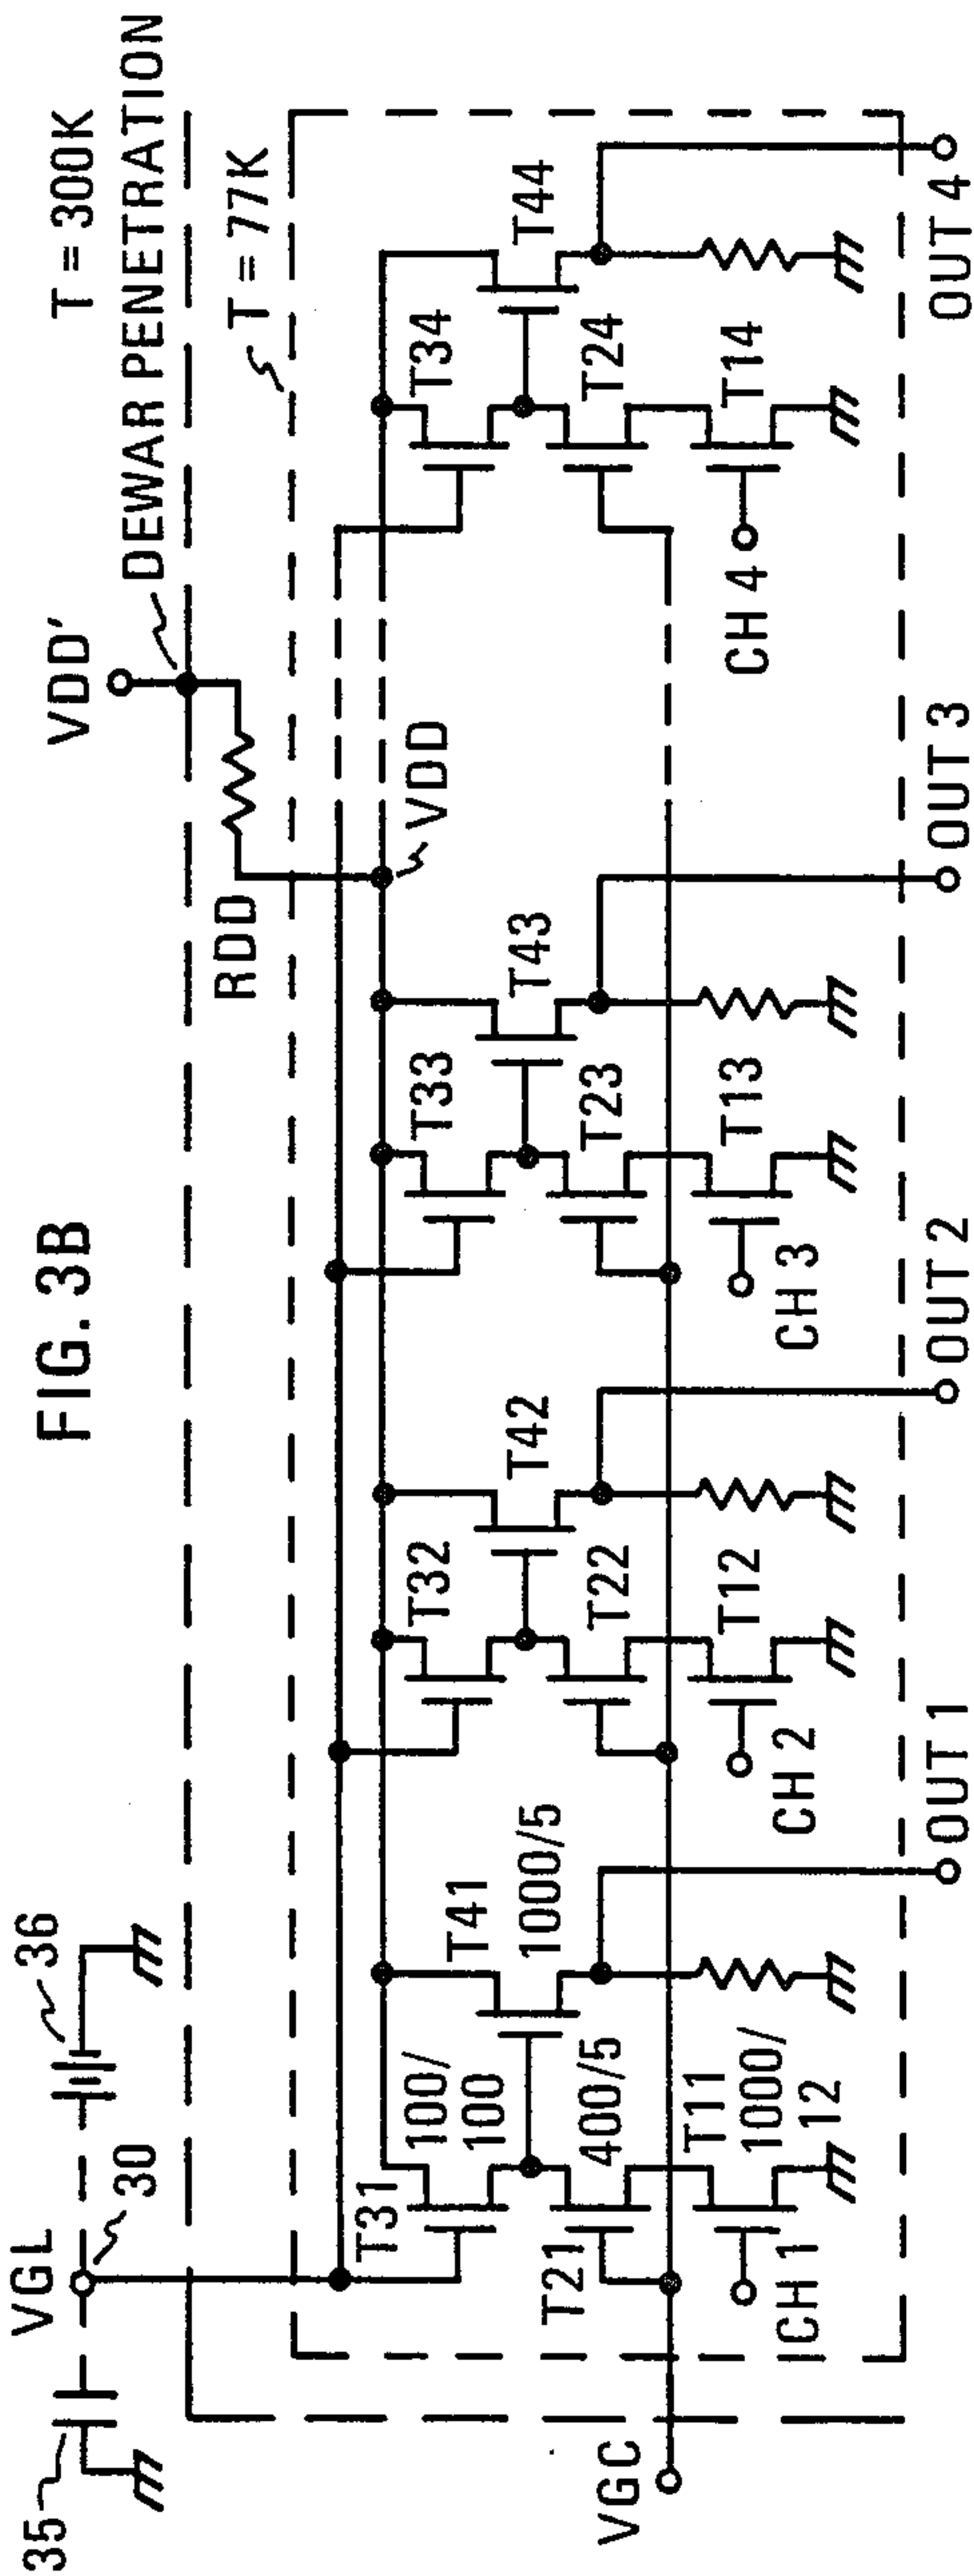 FIG. 3B
T = 300K
DEWAR PENETRATION
VDD'
36
VGL
30
35
T = 77K
RDD
VDD
T31
100/
100
T41
1000/5
T32
T42
T33
T43
T34
T44
T21
400/5
T22
T23
T24
T11
1000/
12
T12
T13
T14
CH 1
CH 2
CH 3
CH 4
VGC
OUT 1
OUT 2
OUT 3
OUT 4